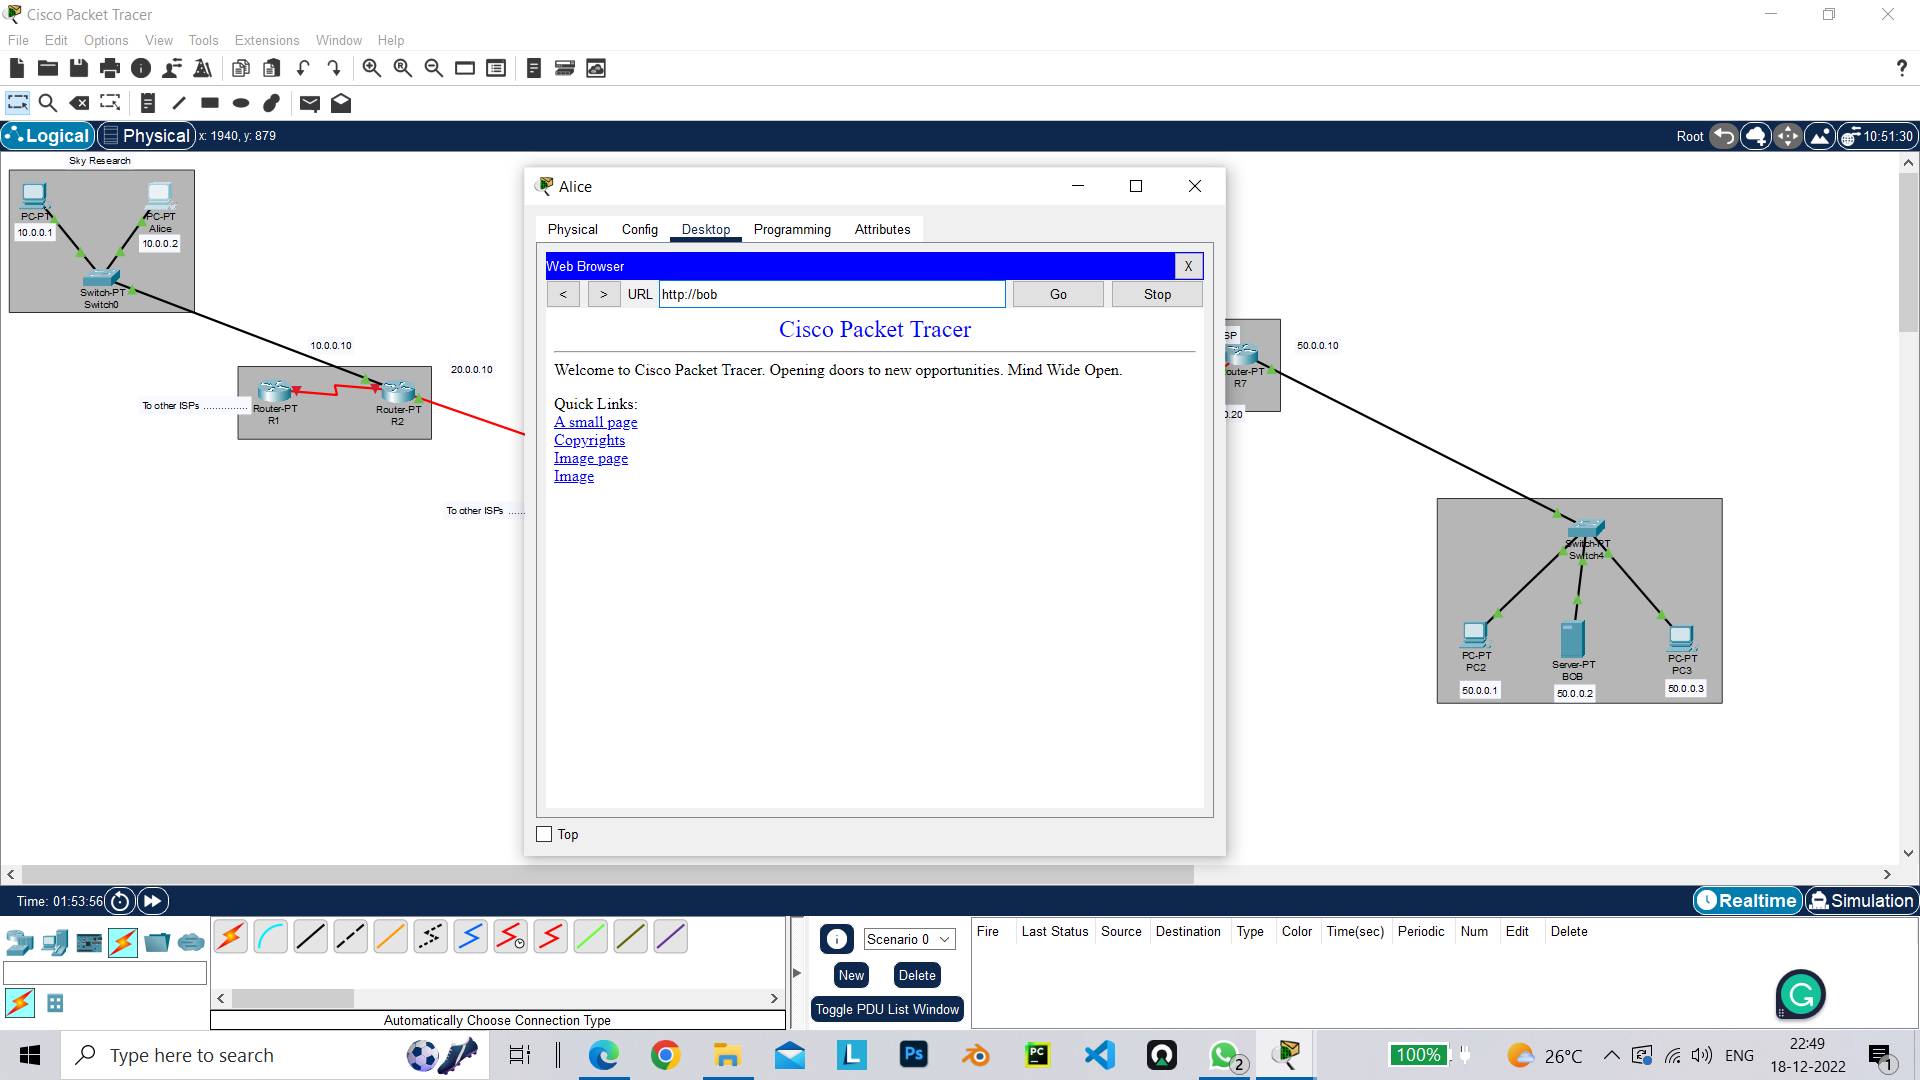 Cisco Packet Tracer
File Edit Options View Tools Extensions Window Help
Logical Physical x: 1940, y: 879 Root 10:51:30
Sky Research
PC-PT
10.0.0.1
PC-PT
Alice
10.0.0.2
Switch-PT
Switch0
10.0.0.10
20.0.0.10
To other ISPs ...............
Router-PT
R1
Router-PT
R2
To other ISPs ......
Alice
Physical Config Desktop Programming Attributes
Web Browser X
< > URL http://bob Go Stop
Cisco Packet Tracer
Welcome to Cisco Packet Tracer. Opening doors to new opportunities. Mind Wide Open.
Quick Links:
A small page
Copyrights
Image page
Image
Top
SP
outer-PT
R7
0.20
50.0.0.10
Switch-PT
Switch4
PC-PT
PC2
50.0.0.1
Server-PT
BOB
50.0.0.2
PC-PT
PC3
50.0.0.3
Time: 01:53:56 Realtime Simulation
Scenario 0
New Delete
Toggle PDU List Window
Fire Last Status Source Destination Type Color Time(sec) Periodic Num Edit Delete
Automatically Choose Connection Type
Type here to search
L Ps PC 2
100% 26°C ENG
22:49
18-12-2022
1